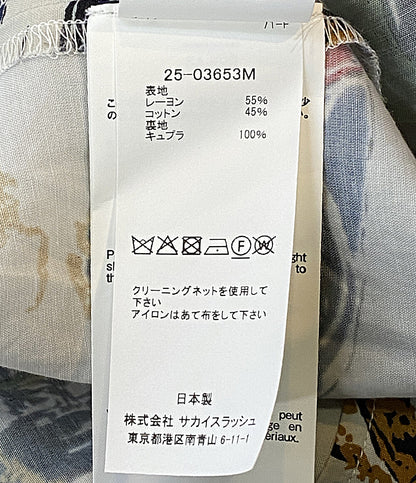 25-03653M
表地
レーヨン 55%
コットン 45%
裏地
キュプラ 100%
クリーニングネットを使用して
下さい
アイロンはあて布をして下さい
日本製
株式会社 サカイスラッシュ
東京都港区南青山 6-11-1
peut
en